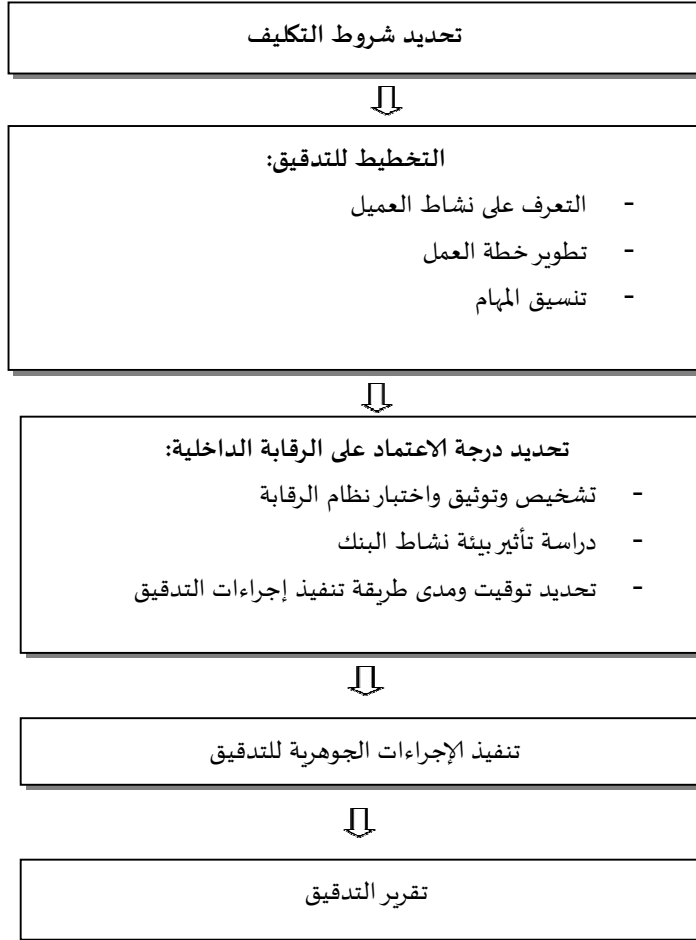 تحديد شروط التكليف
التخطيط للتدقيق:
- التعرف على نشاط العميل
- تطوير خطة العمل
- تنسيق المهام
تحديد درجة الاعتماد على الرقابة الداخلية:
- تشخيص وتوثيق واختبار نظام الرقابة
- دراسة تأثير بيئة نشاط البنك
- تحديد توقيت ومدى طريقة تنفيذ إجراءات التدقيق
تنفيذ الإجراءات الجوهرية للتدقيق
تقرير التدقيق